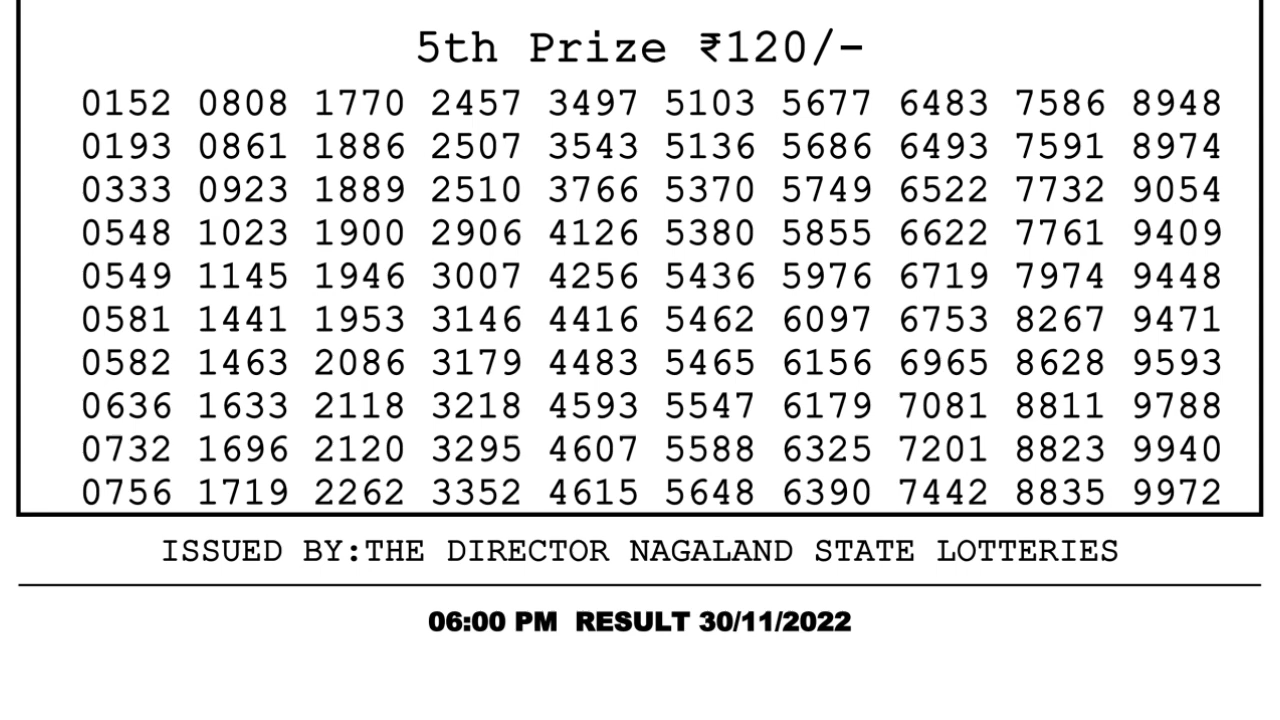 5th Prize ₹120/-
0152 0808 1770 2457 3497 5103 5677 6483 7586 8948
0193 0861 1886 2507 3543 5136 5686 6493 7591 8974
0333 0923 1889 2510 3766 5370 5749 6522 7732 9054
0548 1023 1900 2906 4126 5380 5855 6622 7761 9409
0549 1145 1946 3007 4256 5436 5976 6719 7974 9448
0581 1441 1953 3146 4416 5462 6097 6753 8267 9471
0582 1463 2086 3179 4483 5465 6156 6965 8628 9593
0636 1633 2118 3218 4593 5547 6179 7081 8811 9788
0732 1696 2120 3295 4607 5588 6325 7201 8823 9940
0756 1719 2262 3352 4615 5648 6390 7442 8835 9972
ISSUED BY:THE DIRECTOR NAGALAND STATE LOTTERIES
06:00 PM RESULT 30/11/2022